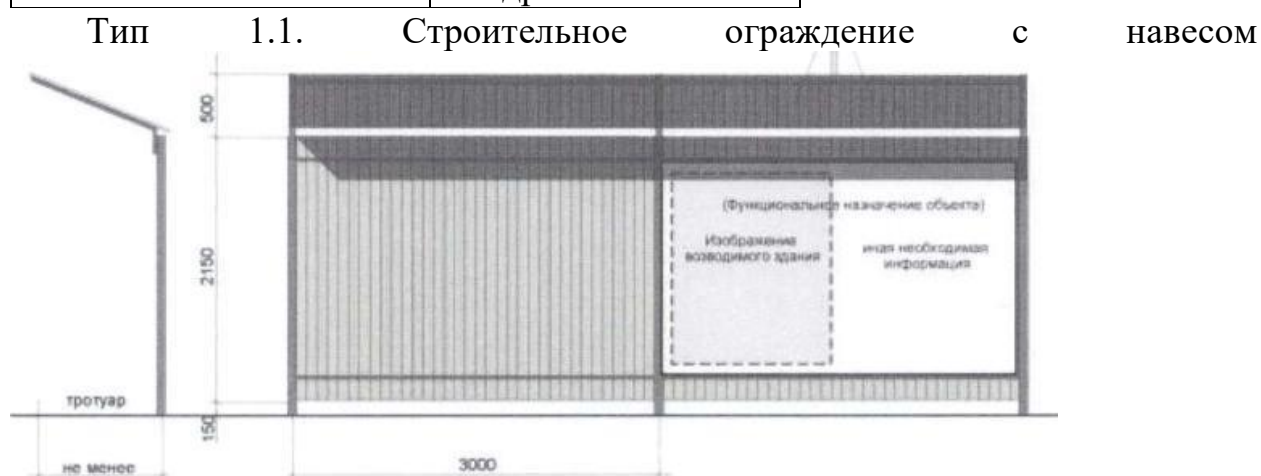 Тип 1.1. Строительное ограждение с навесом
500
(Функциональное назначение объекта)
Изображение
возводимого здания
иная необходимая
информация
2150
тротуар
150
не менее
3000